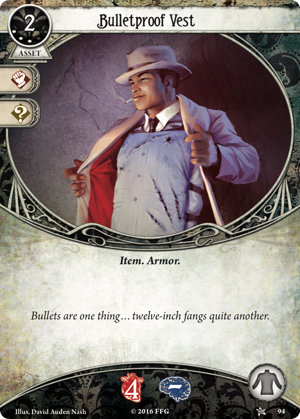 Bulletproof Vest
2
ASSET
?
Item. Armor.
Bullets are one thing… twelve-inch fangs quite another.
4
–
Illus. David Auden Nash
© 2016 FFG
94